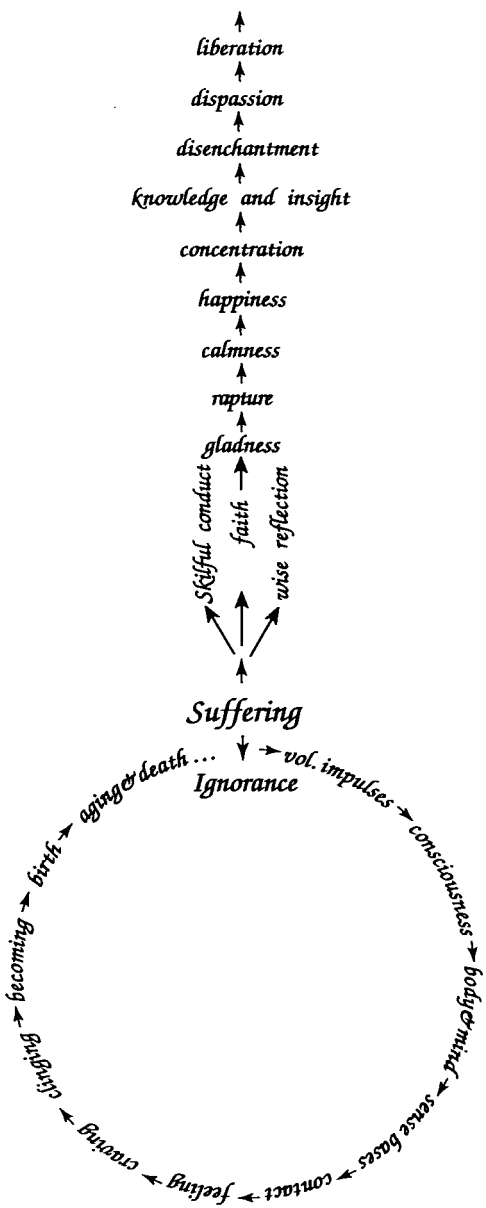 liberation
dispassion
disenchantment
knowledge and insight
concentration
happiness
calmness
rapture
gladness
Skilful conduct
faith
wise reflection
Suffering
Ignorance
vol. impulses
consciousness
body & mind
sense bases
contact
feeling
craving
clinging
becoming
birth
aging & death ...